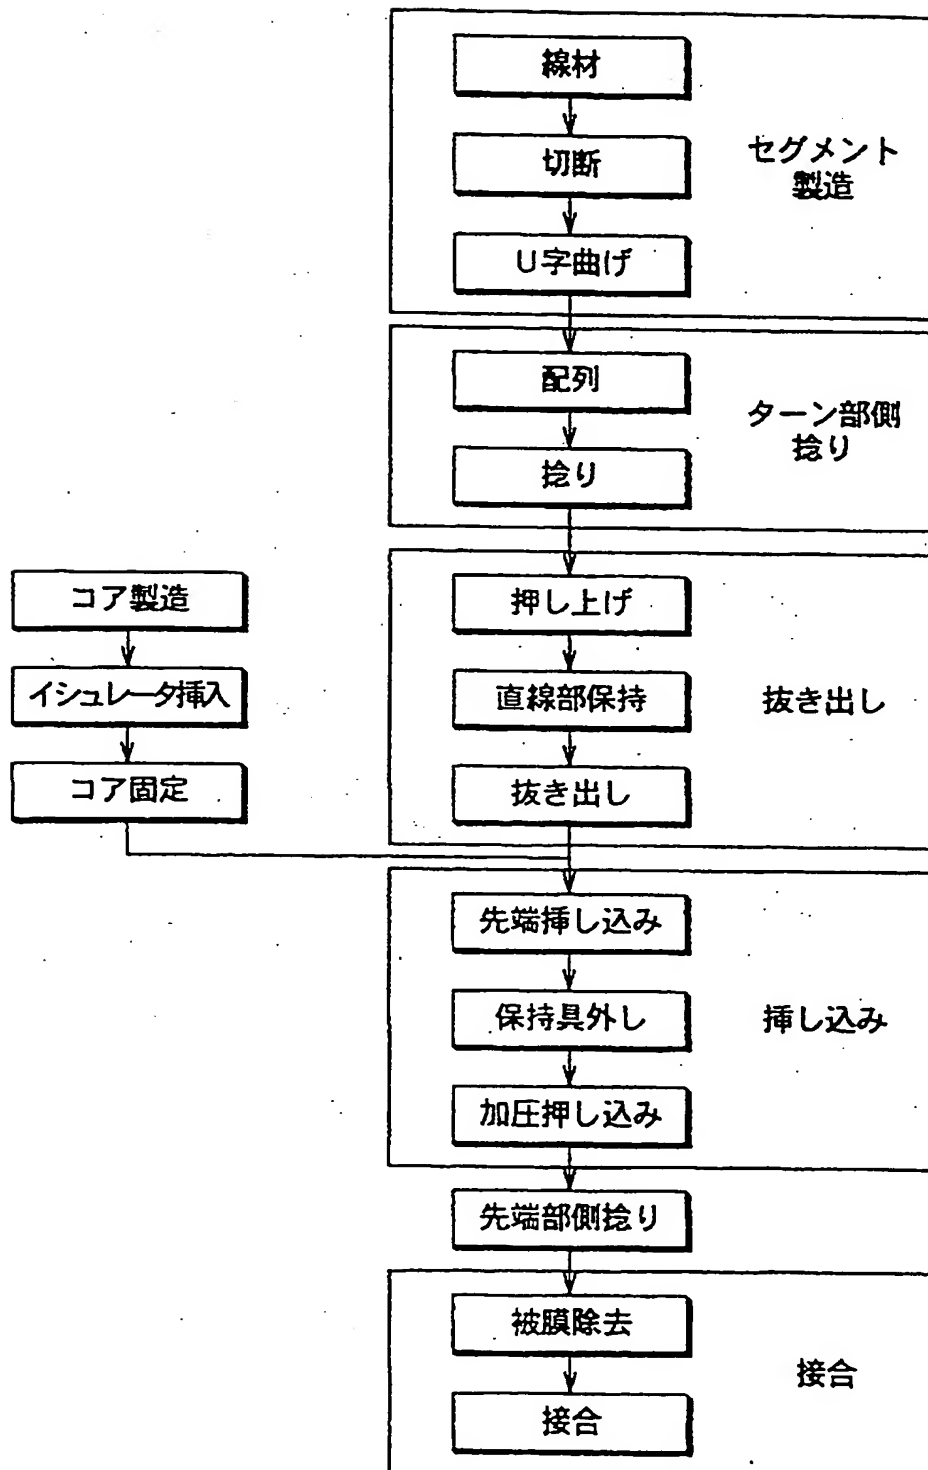 線材
切断
セグメント
製造
U字曲げ
配列
ターン部側
捻り
捻り
コア製造
イシュレータ挿入
コア固定
押し上げ
直線部保持
抜き出し
抜き出し
先端挿し込み
保持具外し
挿し込み
加圧押し込み
先端部側捻り
被膜除去
接合
接合